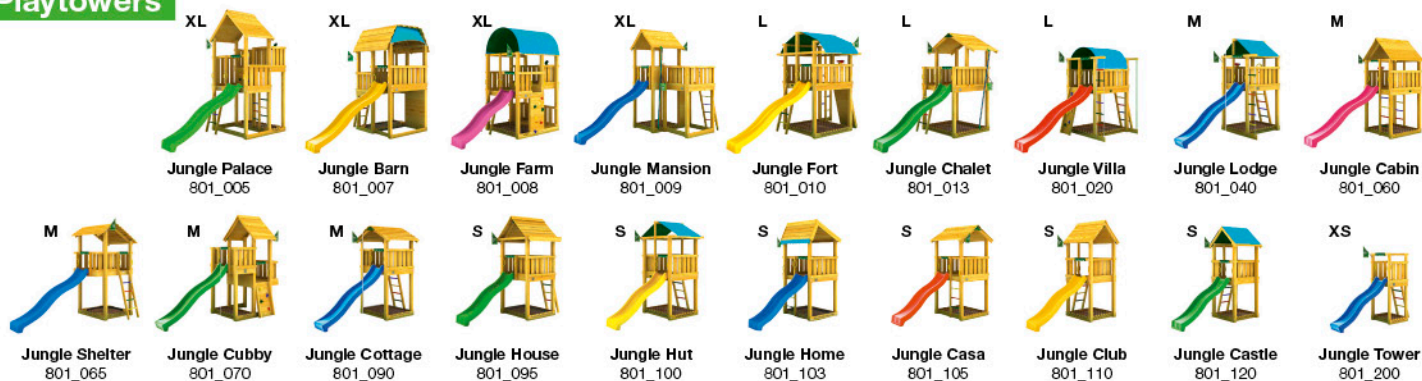 Playtowers
XL XL XL XL L L L M M
Jungle Palace Jungle Barn Jungle Farm Jungle Mansion Jungle Fort Jungle Chalet Jungle Villa Jungle Lodge Jungle Cabin
801_005 801_007 801_008 801_009 801_010 801_013 801_020 801_040 801_060
M M M S S S S S S XS
Jungle Shelter Jungle Cubby Jungle Cottage Jungle House Jungle Hut Jungle Home Jungle Casa Jungle Club Jungle Castle Jungle Tower
801_065 801_070 801_090 801_095 801_100 801_103 801_105 801_110 801_120 801_200